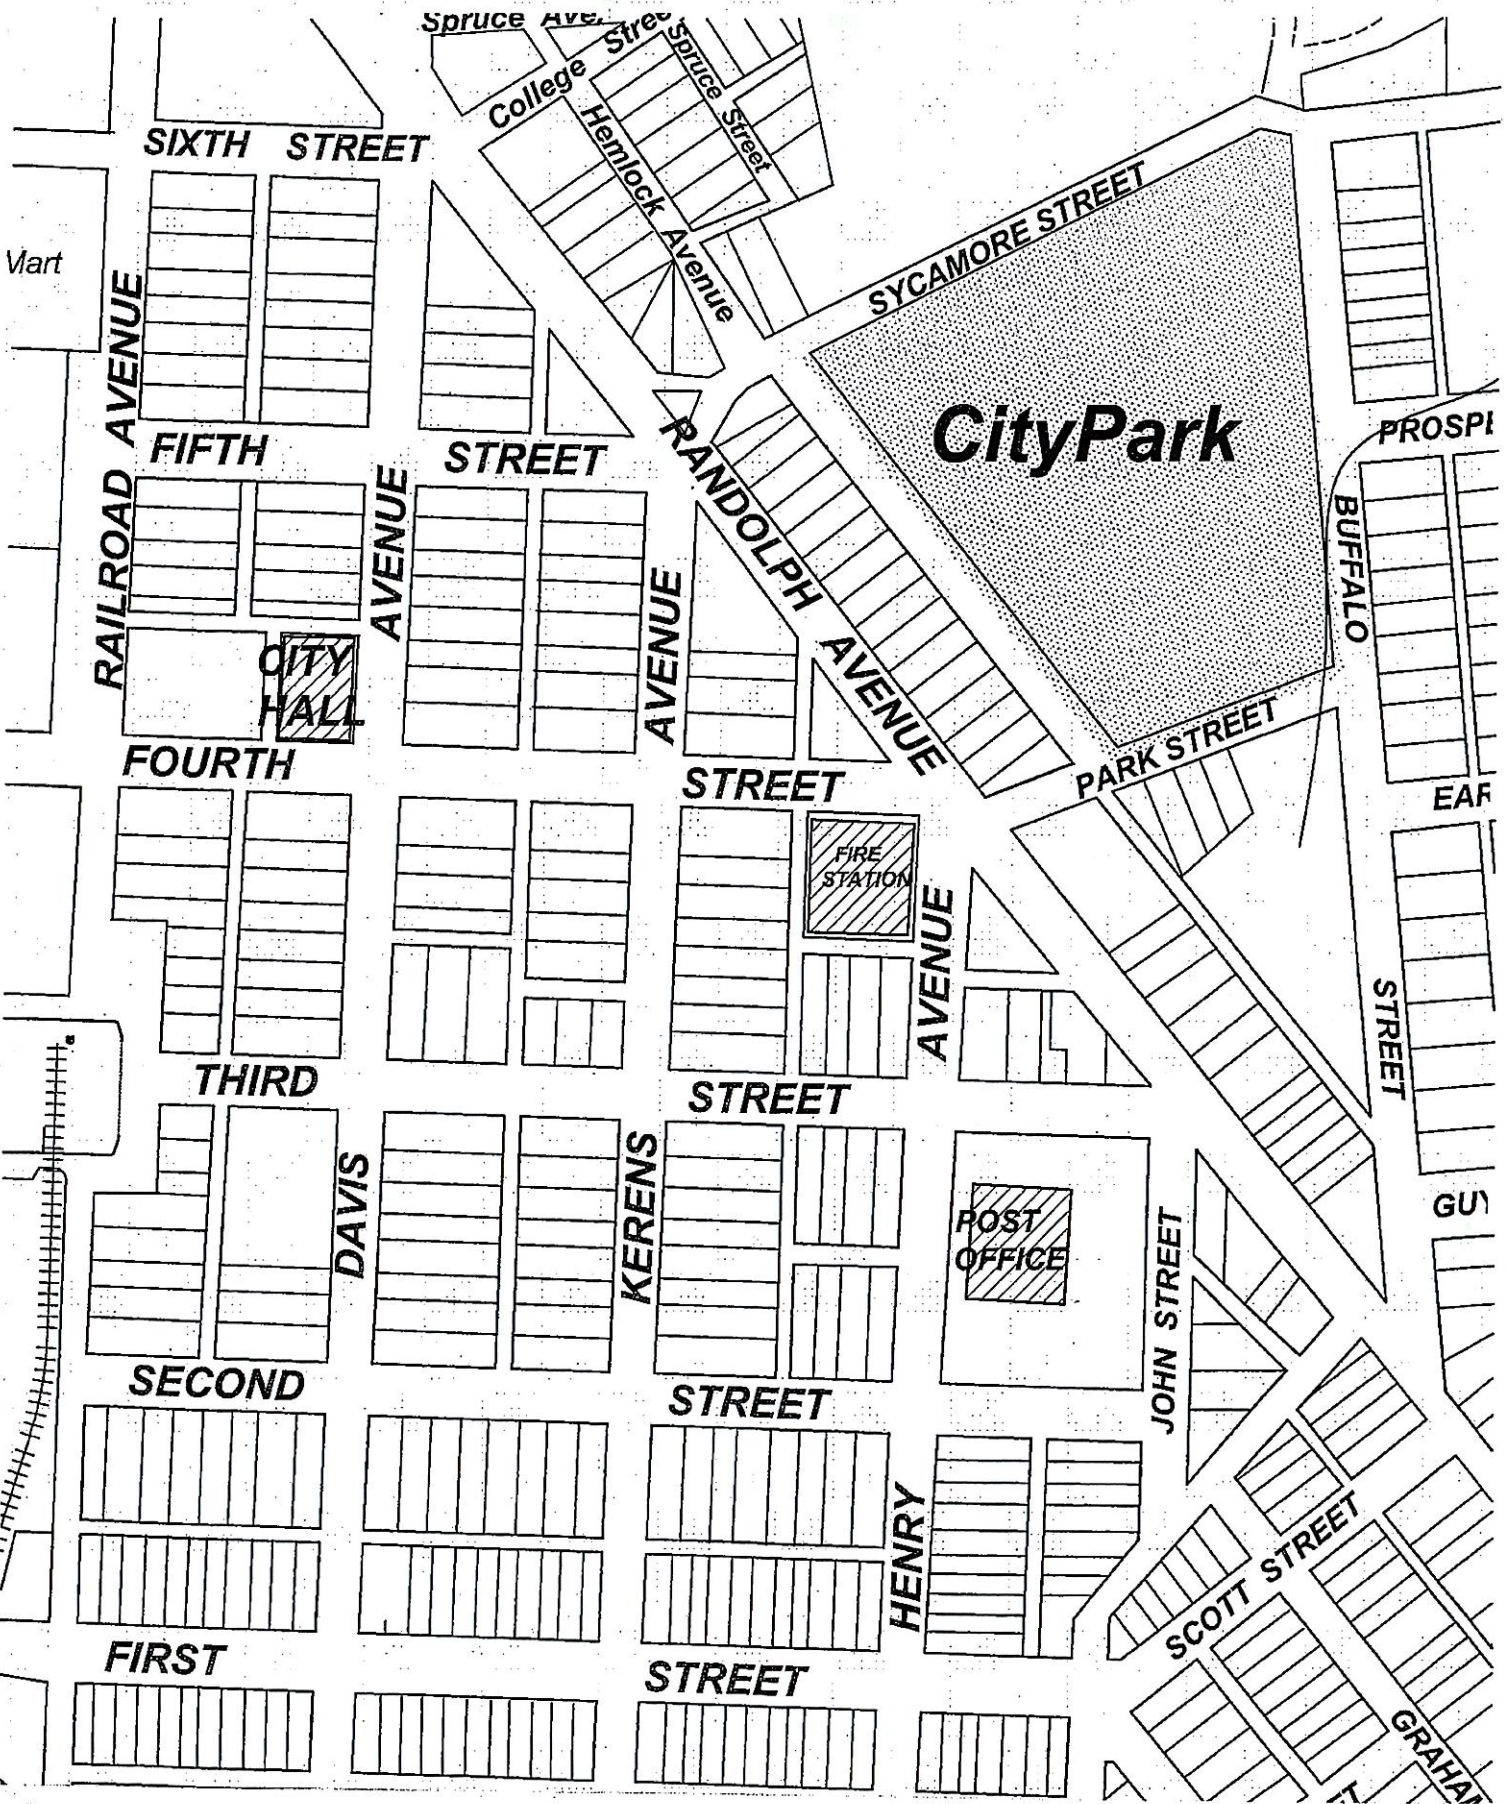 Spruce Ave.
College Street
Spruce Street
Hemlock Avenue
SIXTH STREET
SYCAMORE STREET
Mart
RAILROAD AVENUE
CityPark
PROSPE
FIFTH STREET
RANDOLPH AVENUE
AVENUE
BUFFALO STREET
AVENUE
CITY
HALL
PARK STREET
FOURTH STREET
EAR
FIRE
STATION
AVENUE
THIRD STREET
DAVIS
KERENS
POST
OFFICE
JOHN STREET
GUY
SECOND STREET
HENRY
SCOTT STREET
FIRST STREET
GRAHAM